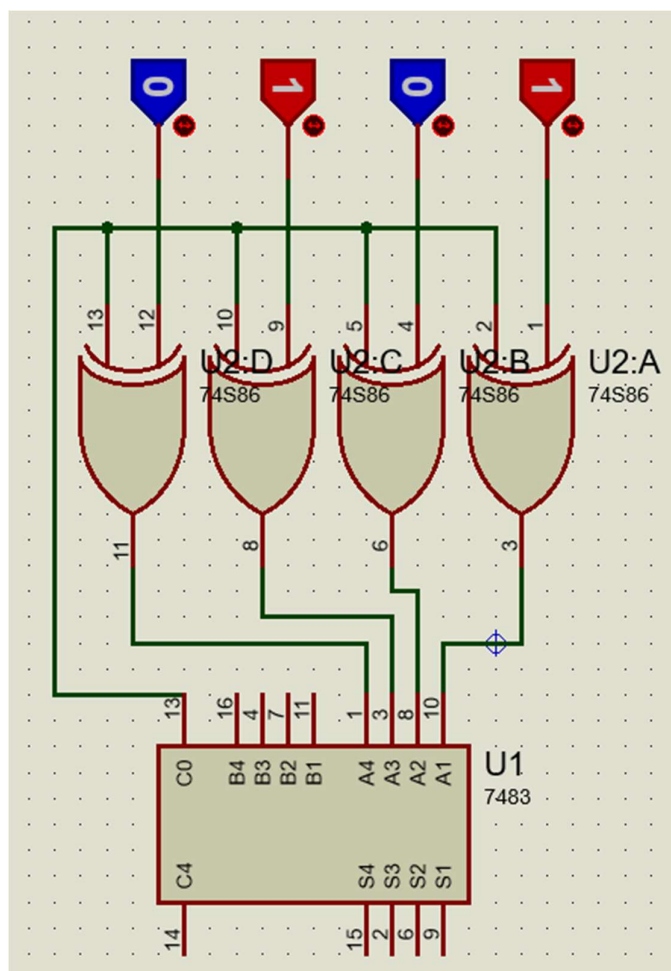 0 1 0 1
13 12 10 9 5 4 2 1
U2:D U2:C U2:B U2:A
74S86 74S86 74S86 74S86
11 8 6 3
13 16 4 7 11 1 3 8 10
C0 B4 B3 B2 B1 A4 A3 A2 A1
U1
7483
C4 S4 S3 S2 S1
14 15 2 6 9